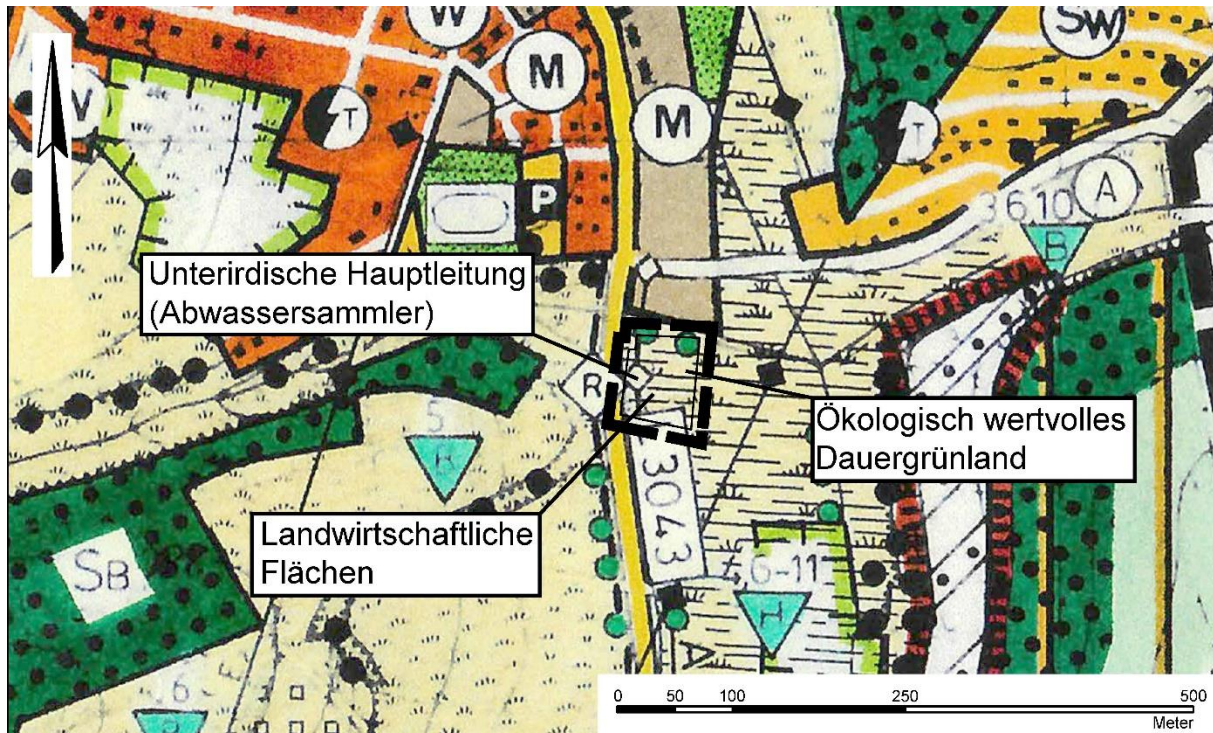 W
M
Sw
V
T
T
M
P
3610
A
B
Unterirdische Hauptleitung
(Abwassersammler)
R
5
H
Ökologisch wertvolles
Dauergrünland
3043
Landwirtschaftliche
Flächen
SB
6-11
H
A
16
0 50 100 250 500
Meter